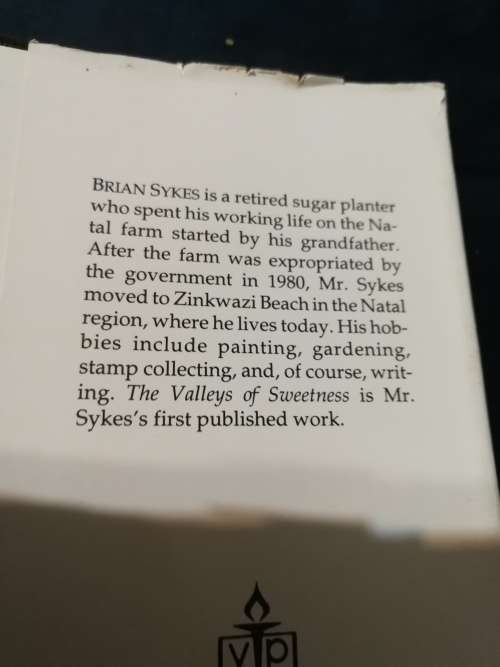 BRIAN SYKES is a retired sugar planter
who spent his working life on the Na-
tal farm started by his grandfather.
After the farm was expropriated by
the government in 1980, Mr. Sykes
moved to Zinkwazi Beach in the Natal
region, where he lives today. His hob-
bies include painting, gardening,
stamp collecting, and, of course, writ-
ing. The Valleys of Sweetness is Mr.
Sykes's first published work.
vp